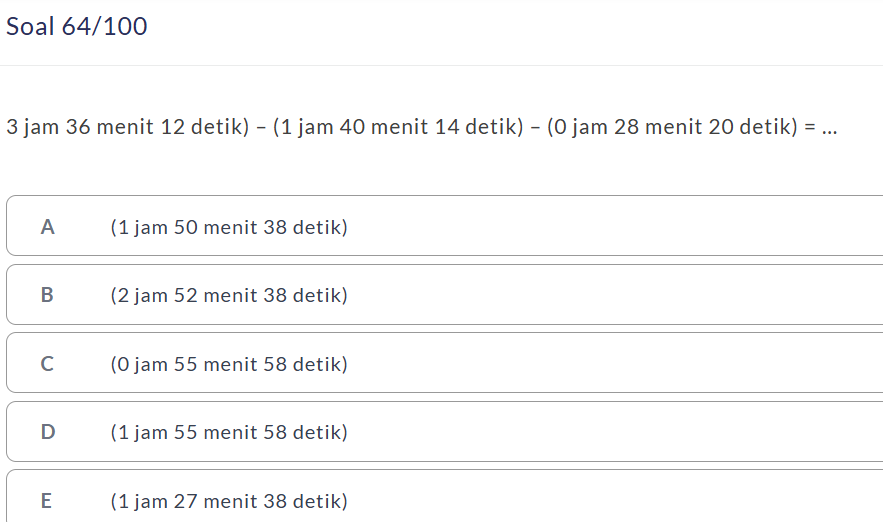 Soal 64/100
3 jam 36 menit 12 detik) – (1 jam 40 menit 14 detik) – (0 jam 28 menit 20 detik) = ...
A (1 jam 50 menit 38 detik)
B (2 jam 52 menit 38 detik)
C (0 jam 55 menit 58 detik)
D (1 jam 55 menit 58 detik)
E (1 jam 27 menit 38 detik)